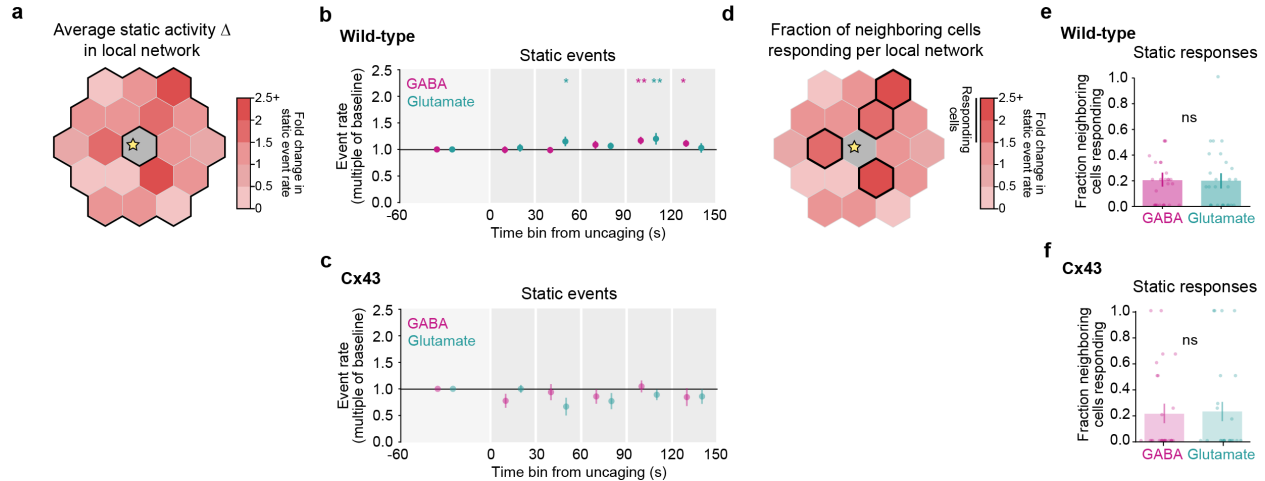 a
Average static activity Δ
in local network
2.5+
2
1.5
1
0.5
0
Fold change in
static event rate
b
Wild-type
Static events
GABA
Glutamate
* ** ** *
Event rate
(multiple of baseline)
2.5
2.0
1.5
1.0
0.5
0.0
-60 0 30 60 90 120 150
Time bin from uncaging (s)
c
Cx43
Static events
GABA
Glutamate
Event rate
(multiple of baseline)
2.5
2.0
1.5
1.0
0.5
0.0
-60 0 30 60 90 120 150
Time bin from uncaging (s)
d
Fraction of neighboring cells
responding per local network
Responding
cells
2.5+
2
1.5
1
0.5
0
Fold change in
static event rate
e
Wild-type
Static responses
ns
Fraction neighboring
cells responding
1.0
0.8
0.6
0.4
0.2
0.0
GABA Glutamate
f
Cx43
Static responses
ns
Fraction neighboring
cells responding
1.0
0.8
0.6
0.4
0.2
0.0
GABA Glutamate